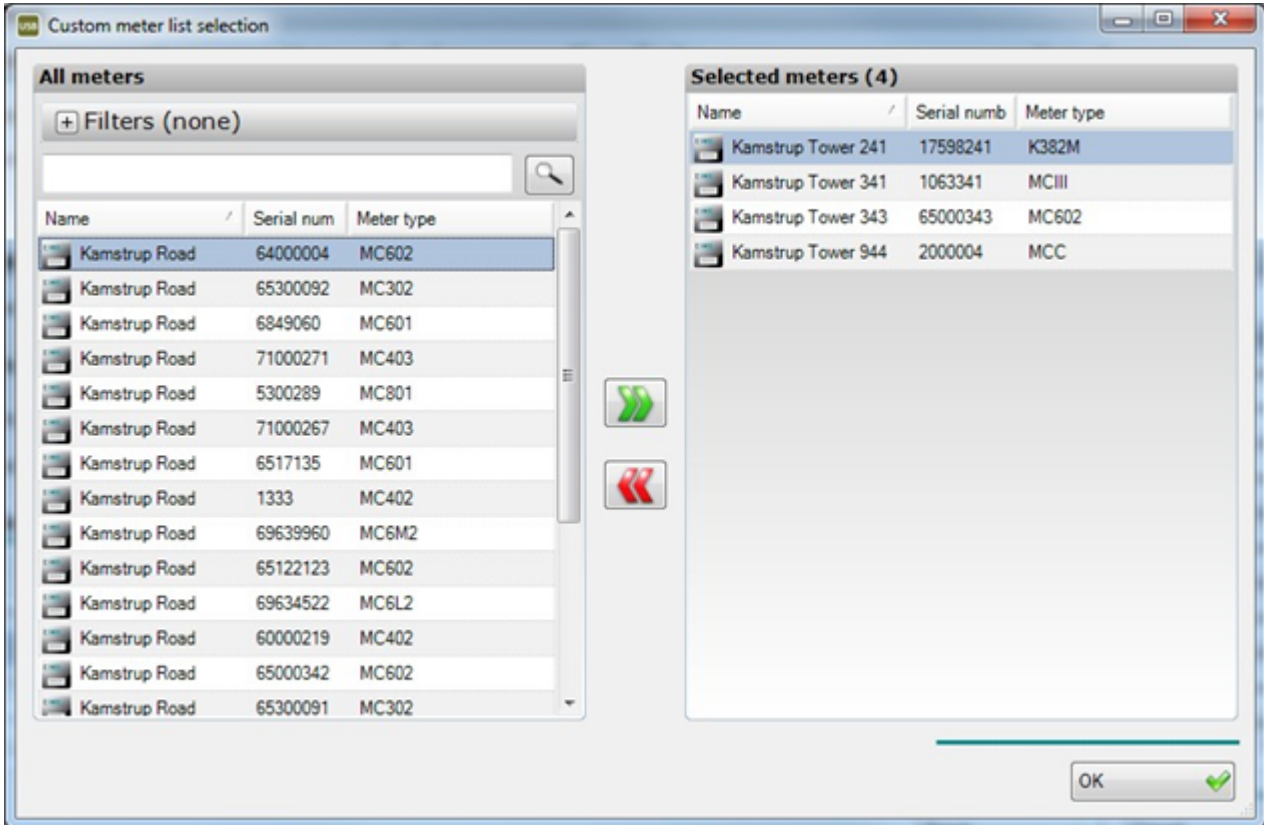 USB Custom meter list selection
All meters
Filters (none)
Name Serial num Meter type
Kamstrup Road 64000004 MC602
Kamstrup Road 65300092 MC302
Kamstrup Road 6849060 MC601
Kamstrup Road 71000271 MC403
Kamstrup Road 5300289 MC801
Kamstrup Road 71000267 MC403
Kamstrup Road 6517135 MC601
Kamstrup Road 1333 MC402
Kamstrup Road 69639960 MC6M2
Kamstrup Road 65122123 MC602
Kamstrup Road 69634522 MC6L2
Kamstrup Road 60000219 MC402
Kamstrup Road 65000342 MC602
Kamstrup Road 65300091 MC302
Selected meters (4)
Name Serial numb Meter type
Kamstrup Tower 241 17598241 K382M
Kamstrup Tower 341 1063341 MCIII
Kamstrup Tower 343 65000343 MC602
Kamstrup Tower 944 2000004 MCC
OK